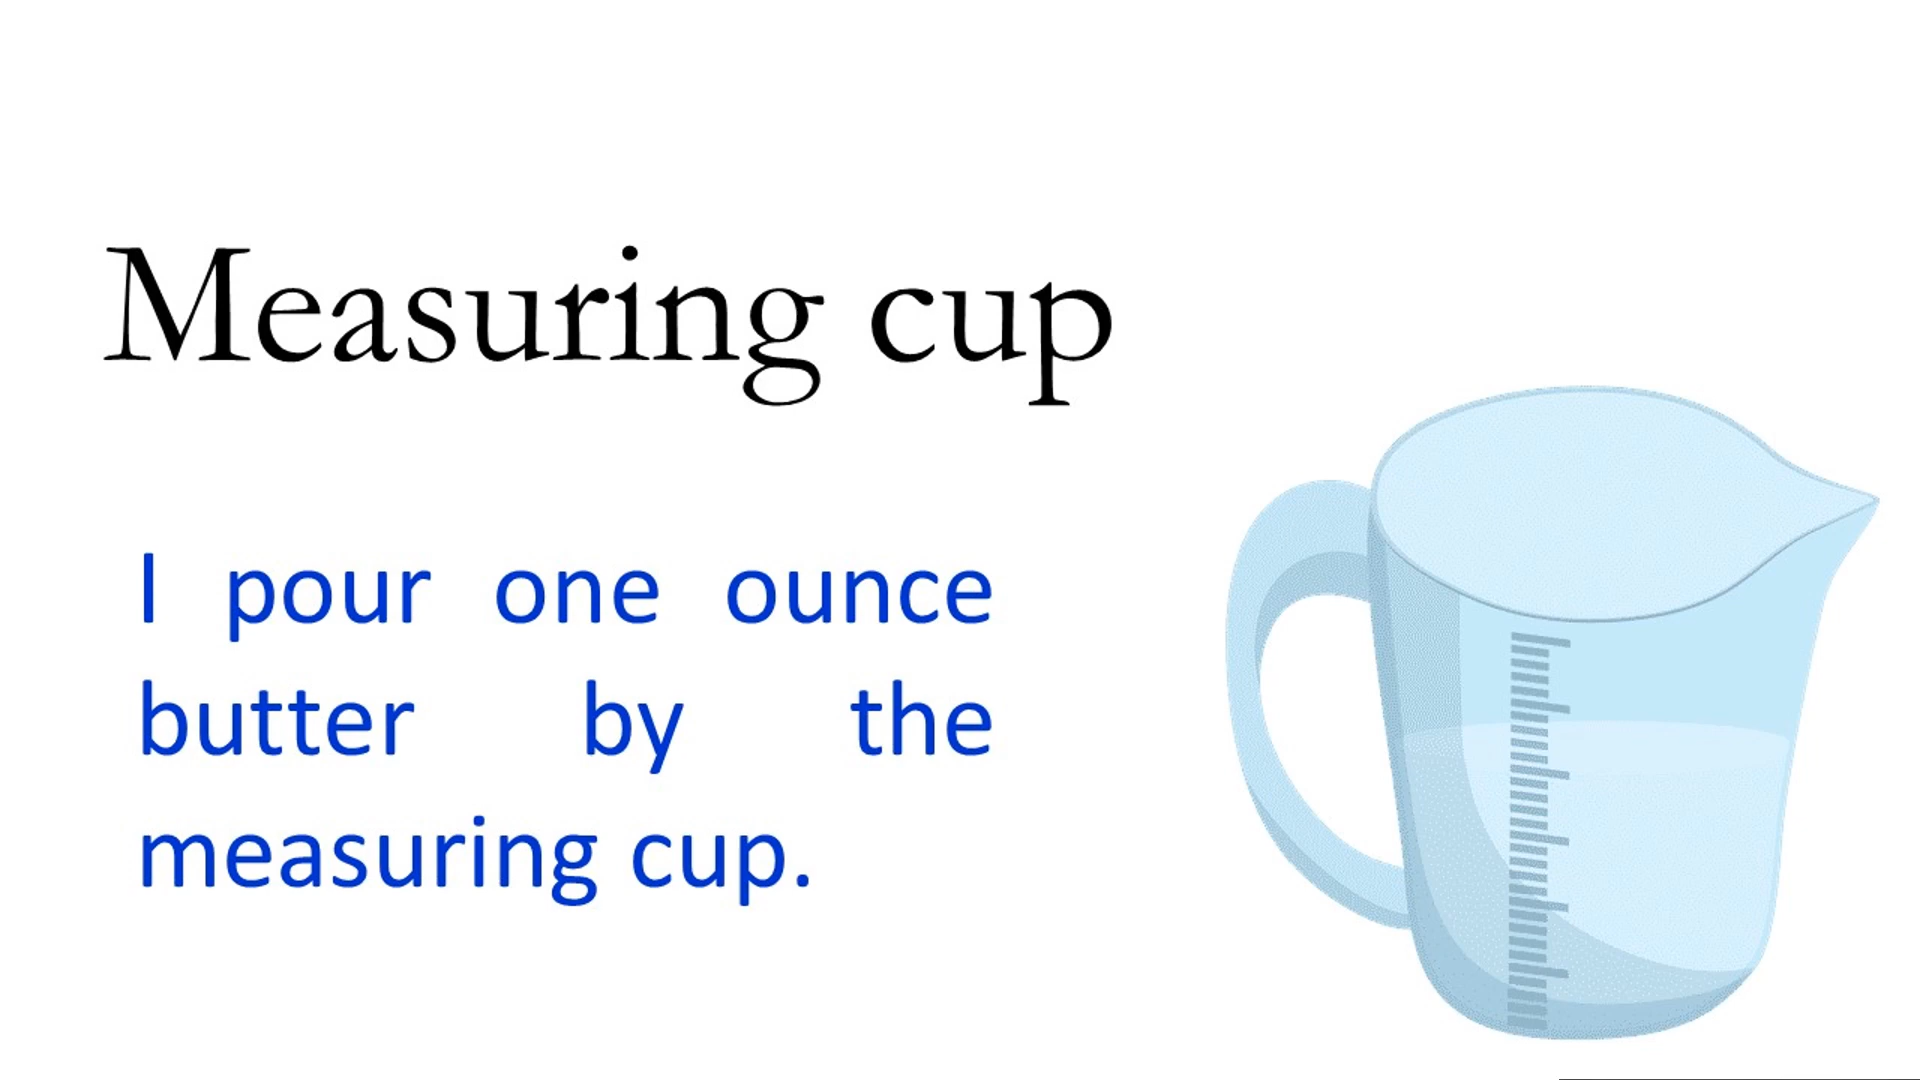 Measuring cup
I pour one ounce
butter by the
measuring cup.